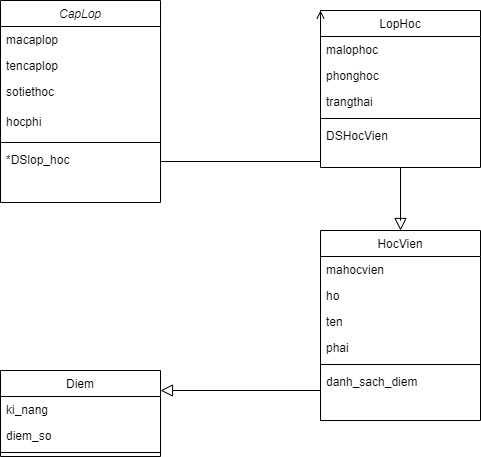 CapLop
macaplop
tencaplop
sotiethoc
hocphi
*DSlop_hoc
LopHoc
malophoc
phonghoc
trangthai
DSHocVien
HocVien
mahocvien
ho
ten
phai
danh_sach_diem
Diem
ki_nang
diem_so